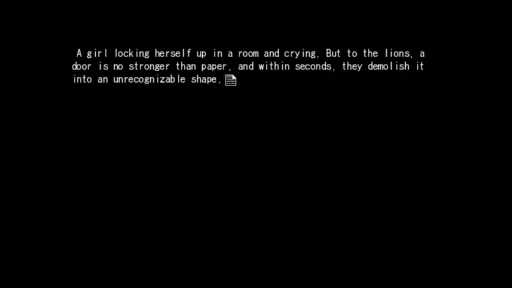 A girl locking herself up in a room and crying. But to the lions, a
door is no stronger than paper, and within seconds, they demolish it
into an unrecognizable shape.